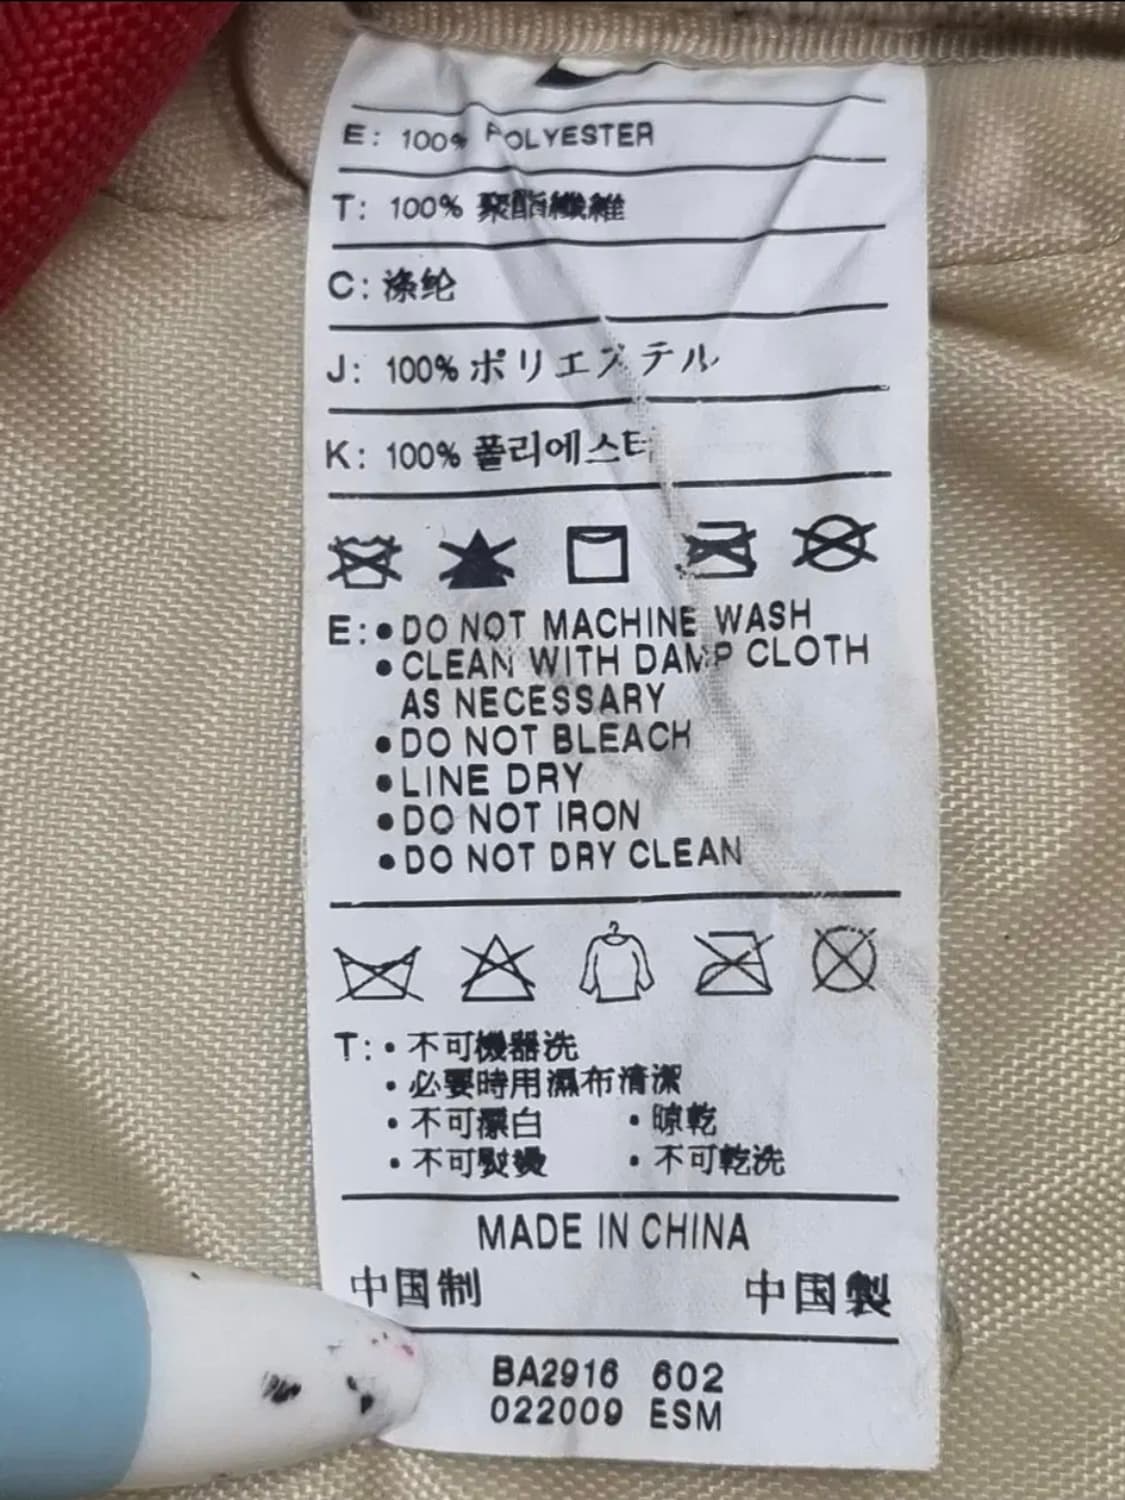 E: 100% POLYESTER
T: 100% 聚酯纖維
C: 涤纶
J: 100% ポリエステル
K: 100% 폴리에스터
E: • DO NOT MACHINE WASH
• CLEAN WITH DAMP CLOTH
AS NECESSARY
• DO NOT BLEACH
• LINE DRY
• DO NOT IRON
• DO NOT DRY CLEAN
T: • 不可機器洗
• 必要時用濕布清潔
• 不可漂白 • 晾乾
• 不可熨燙 • 不可乾洗
MADE IN CHINA
中国制 中国製
BA2916 602
022009 ESM